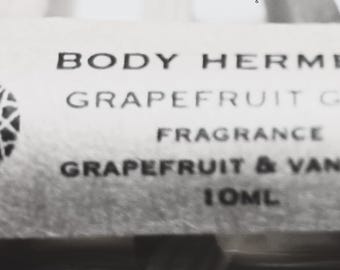 BODY HERME
GRAPEFRUIT G
FRAGRANCE
GRAPEFRUIT & VAN
10ML